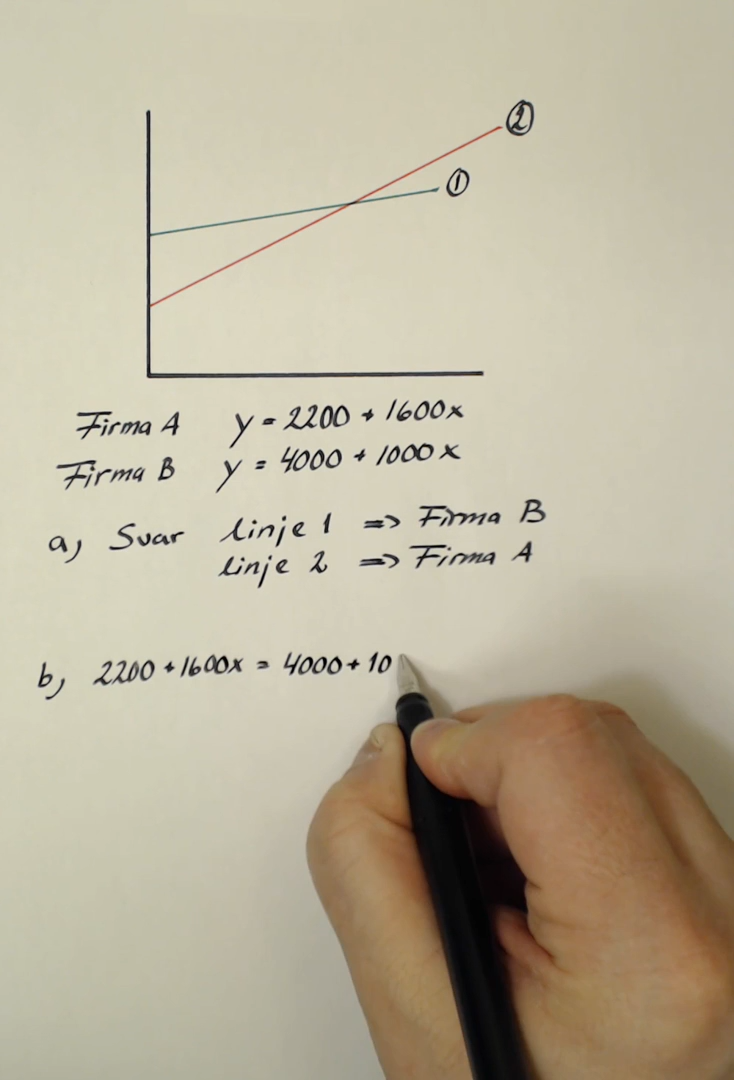 ②
①
Firma A y = 2200 + 1600x
Firma B y = 4000 + 1000x
a) Svar linje 1 => Firma B
linje 2 => Firma A
b) 2200 + 1600x = 4000 + 10